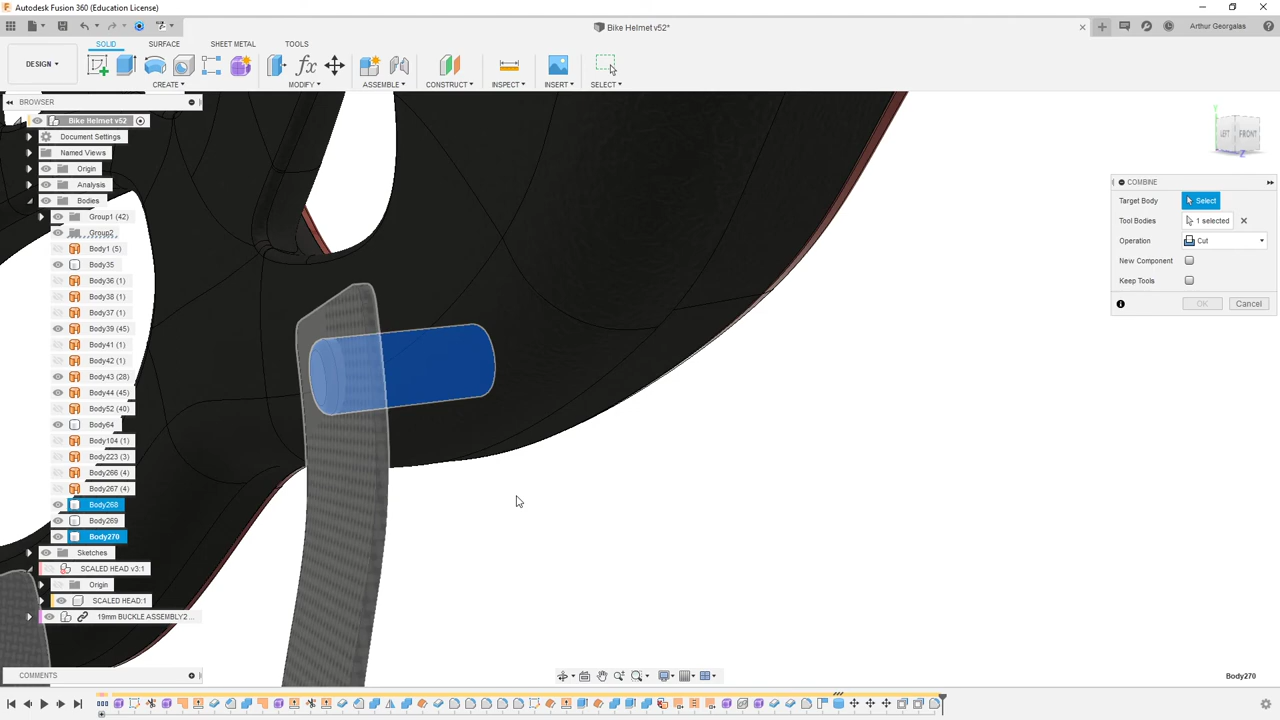 Autodesk Fusion 360 (Education License)
Bike Helmet v52*
Arthur Georgalas
SOLID SURFACE SHEET METAL TOOLS
DESIGN
CREATE MODIFY ASSEMBLE CONSTRUCT INSPECT INSERT SELECT
BROWSER
Bike Helmet v52
Document Settings
Named Views
Origin
Analysis
Bodies
Group1 (42)
Group2
Body1 (5)
Body35
Body36 (1)
Body38 (1)
Body37 (1)
Body39 (45)
Body41 (1)
Body42 (1)
Body43 (28)
Body44 (45)
Body52 (40)
Body64
Body104 (1)
Body223 (3)
Body266 (4)
Body267 (4)
Body268
Body269
Body270
Sketches
SCALED HEAD v3:1
Origin
SCALED HEAD:1
19mm BUCKLE ASSEMBLY2 ...
COMMENTS
Y
LEFT FRONT
Z
COMBINE
Target Body Select
Tool Bodies 1 selected
Operation Cut
New Component
Keep Tools
OK Cancel
Body270